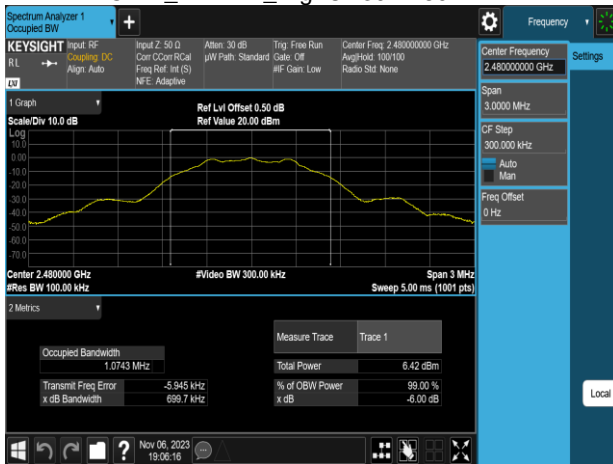 Spectrum Analyzer 1
Occupied BW
+
Frequency
KEYSIGHT
RL
LXI
Input: RF
Coupling: DC
Align: Auto
Input Z: 50 Ω
Corr CCorr RCal
Freq Ref: Int (S)
NFE: Adaptive
Atten: 30 dB
µW Path: Standard
Trig: Free Run
Gate: Off
#IF Gain: Low
Center Freq: 2.480000000 GHz
Avg|Hold: 100/100
Radio Std: None
Center Frequency
2.480000000 GHz
Settings
Span
3.0000 MHz
CF Step
300.000 kHz
Auto
Man
Freq Offset
0 Hz
1 Graph
Scale/Div 10.0 dB
Ref Lvl Offset 0.50 dB
Ref Value 20.00 dBm
Log
10.0
0.00
-10.0
-20.0
-30.0
-40.0
-50.0
-60.0
-70.0
Center 2.480000 GHz
#Video BW 300.00 kHz
Span 3 MHz
#Res BW 100.00 kHz
Sweep 5.00 ms (1001 pts)
2 Metrics
Measure Trace
Trace 1
Occupied Bandwidth
1.0743 MHz
Total Power
6.42 dBm
Transmit Freq Error
-5.945 kHz
% of OBW Power
99.00 %
x dB Bandwidth
699.7 kHz
x dB
-6.00 dB
Local
?
Nov 06, 2023
19:06:16